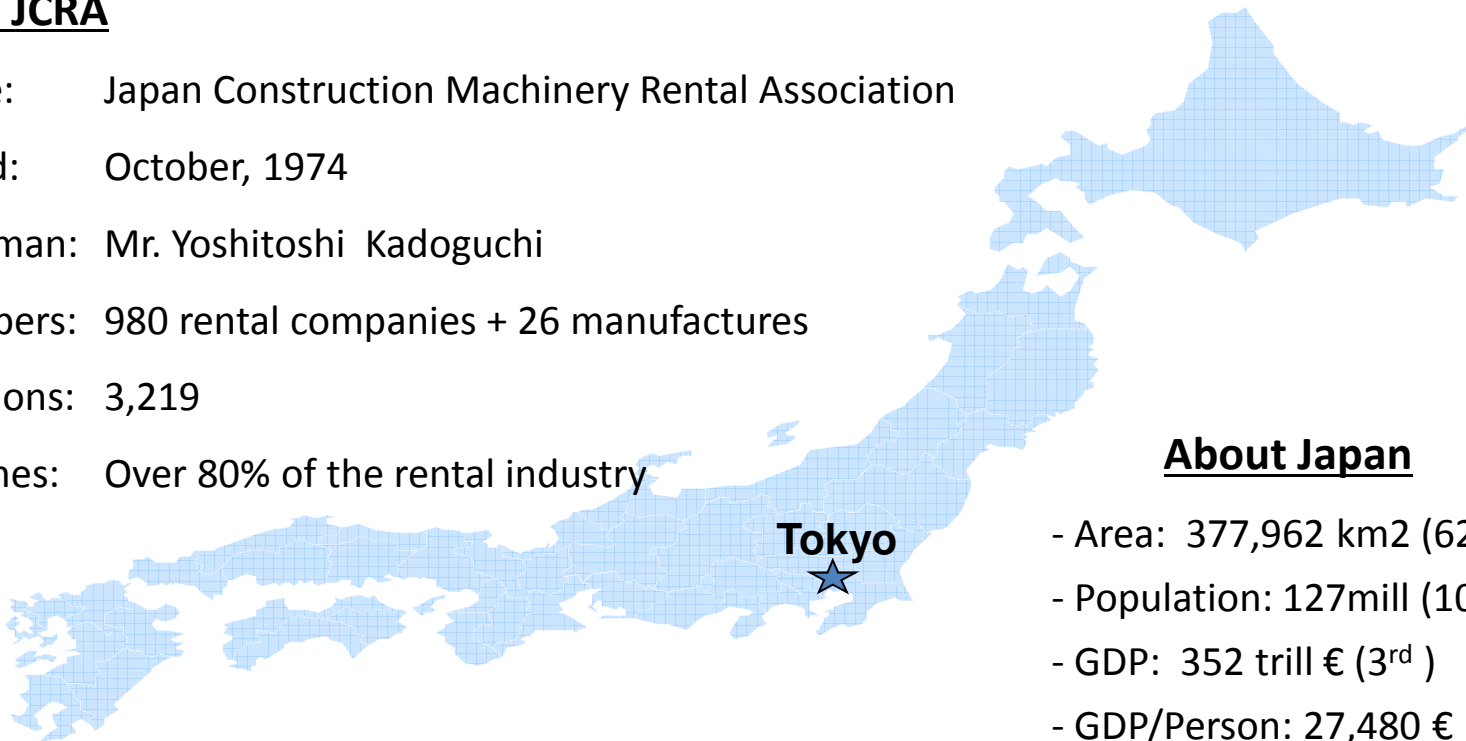 JCRA
e: Japan Construction Machinery Rental Association
d: October, 1974
man: Mr. Yoshitoshi Kadoguchi
bers: 980 rental companies + 26 manufactures
ons: 3,219
nes: Over 80% of the rental industry
Tokyo
About Japan
- Area: 377,962 km2 (62
- Population: 127mill (10
- GDP: 352 trill € (3rd )
- GDP/Person: 27,480 €